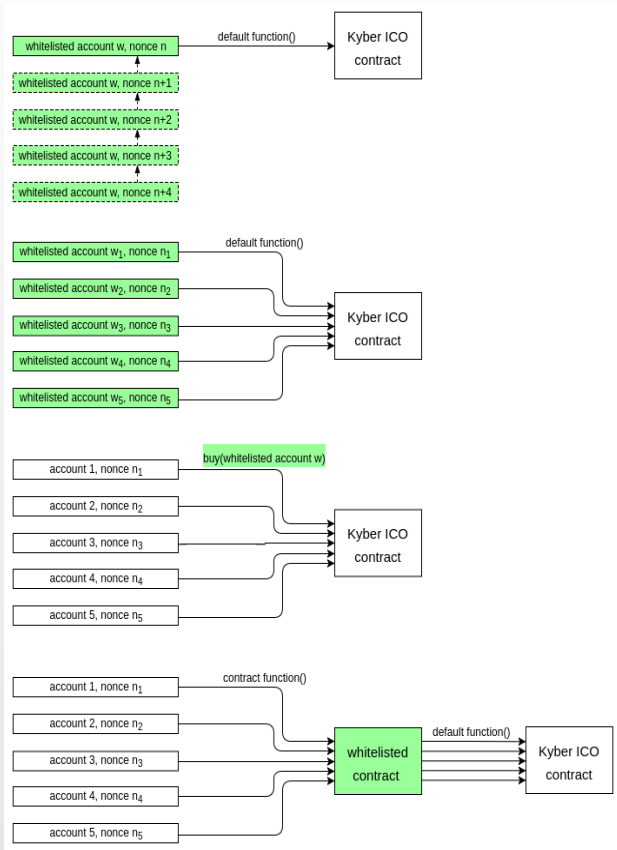 whitelisted account w, nonce n
default function()
Kyber ICO
contract
whitelisted account w, nonce n+1
whitelisted account w, nonce n+2
whitelisted account w, nonce n+3
whitelisted account w, nonce n+4
whitelisted account w₁, nonce n₁
default function()
whitelisted account w₂, nonce n₂
whitelisted account w₃, nonce n₃
whitelisted account w₄, nonce n₄
whitelisted account w₅, nonce n₅
Kyber ICO
contract
buy(whitelisted account w)
account 1, nonce n₁
account 2, nonce n₂
account 3, nonce n₃
account 4, nonce n₄
account 5, nonce n₅
Kyber ICO
contract
contract function()
account 1, nonce n₁
account 2, nonce n₂
account 3, nonce n₃
account 4, nonce n₄
account 5, nonce n₅
whitelisted
contract
default function()
Kyber ICO
contract